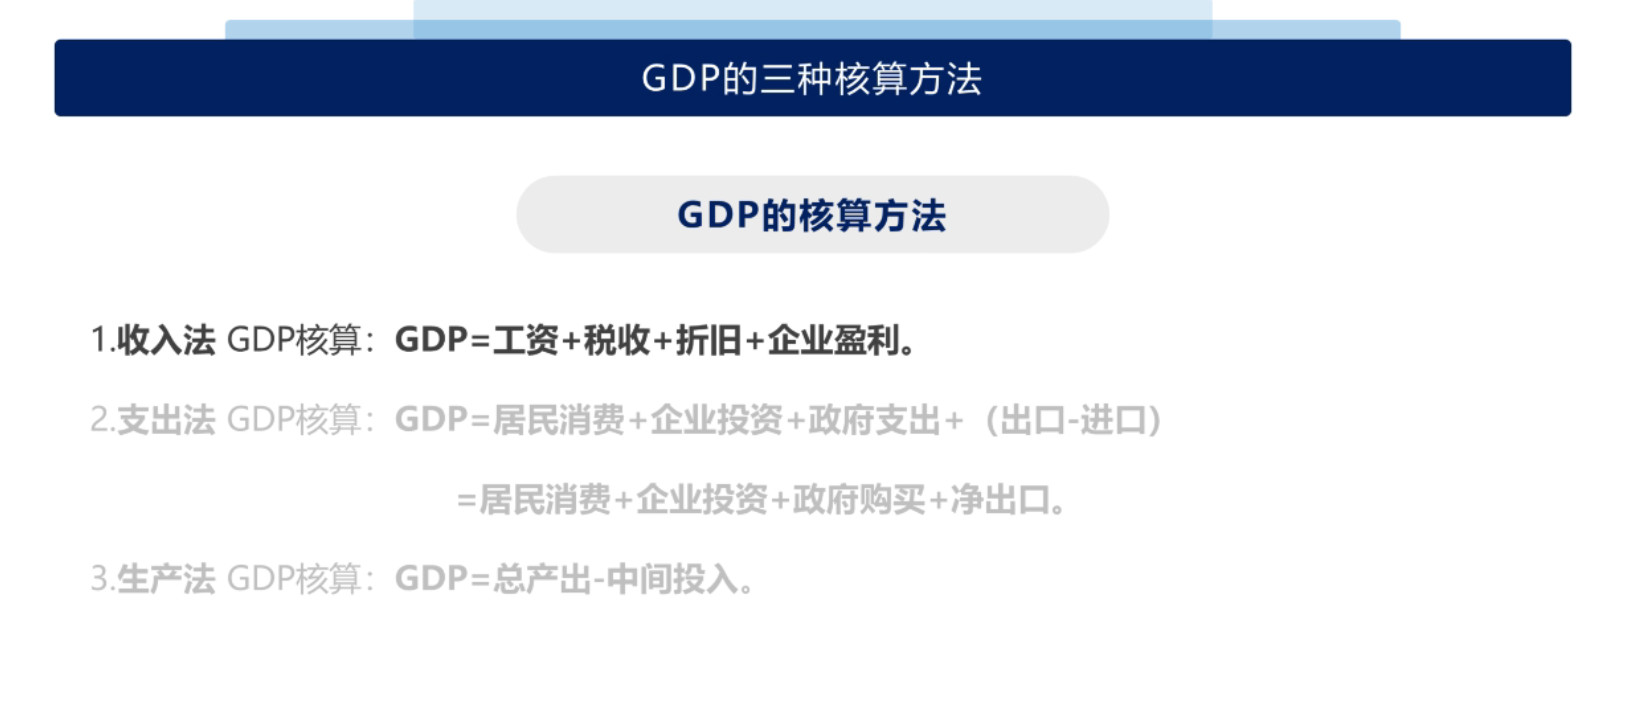 GDP的三种核算方法
GDP的核算方法
1.收入法 GDP核算：GDP=工资+税收+折旧+企业盈利。
2.支出法 GDP核算：GDP=居民消费+企业投资+政府支出+（出口-进口）
=居民消费+企业投资+政府购买+净出口。
3.生产法 GDP核算：GDP=总产出-中间投入。